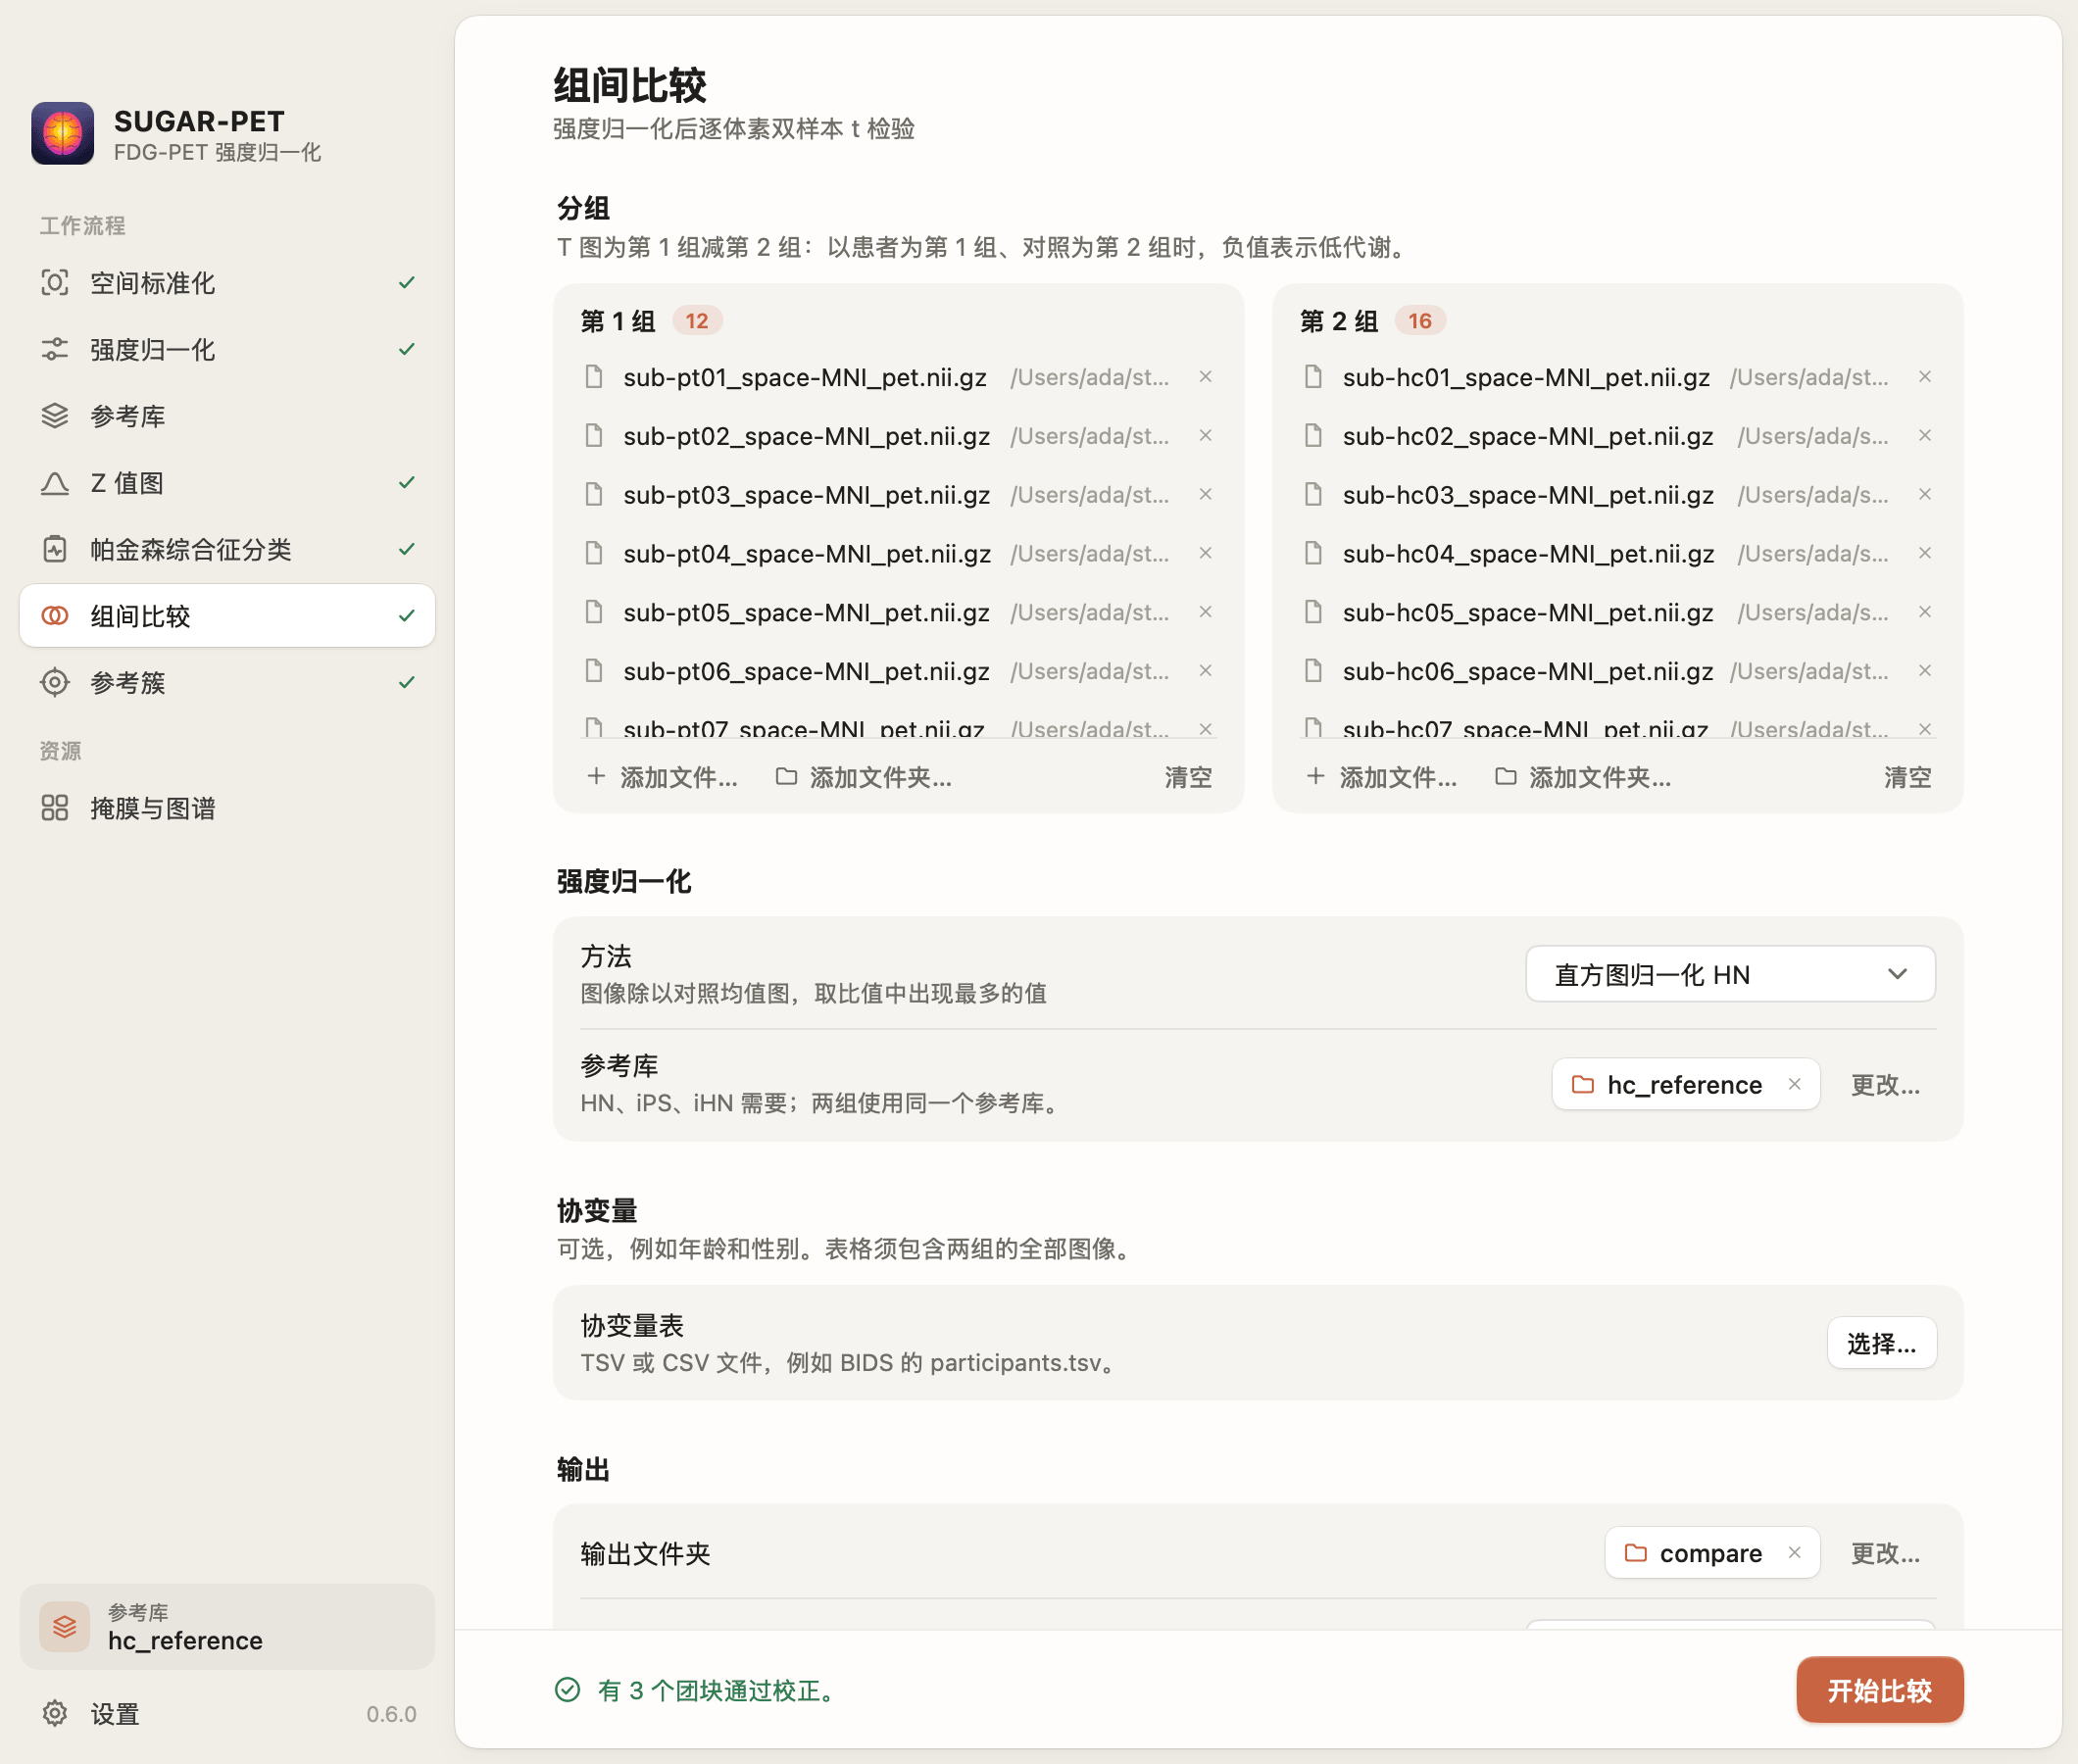 SUGAR-PET
FDG-PET 强度归一化
工作流程
空间标准化
强度归一化
参考库
Z 值图
帕金森综合征分类
组间比较
参考簇
资源
掩膜与图谱
参考库
hc_reference
设置 0.6.0
组间比较
强度归一化后逐体素双样本 t 检验
分组
T 图为第 1 组减第 2 组：以患者为第 1 组、对照为第 2 组时，负值表示低代谢。
第 1 组 12
sub-pt01_space-MNI_pet.nii.gz /Users/ada/st...
sub-pt02_space-MNI_pet.nii.gz /Users/ada/st...
sub-pt03_space-MNI_pet.nii.gz /Users/ada/st...
sub-pt04_space-MNI_pet.nii.gz /Users/ada/st...
sub-pt05_space-MNI_pet.nii.gz /Users/ada/st...
sub-pt06_space-MNI_pet.nii.gz /Users/ada/st...
sub-pt07_space-MNI_pet.nii.gz /Users/ada/st...
添加文件... 添加文件夹... 清空
第 2 组 16
sub-hc01_space-MNI_pet.nii.gz /Users/ada/st...
sub-hc02_space-MNI_pet.nii.gz /Users/ada/s...
sub-hc03_space-MNI_pet.nii.gz /Users/ada/s...
sub-hc04_space-MNI_pet.nii.gz /Users/ada/s...
sub-hc05_space-MNI_pet.nii.gz /Users/ada/s...
sub-hc06_space-MNI_pet.nii.gz /Users/ada/st...
sub-hc07_space-MNI_pet.nii.gz /Users/ada/st...
添加文件... 添加文件夹... 清空
强度归一化
方法
图像除以对照均值图，取比值中出现最多的值
直方图归一化 HN
参考库
HN、iPS、iHN 需要；两组使用同一个参考库。
hc_reference 更改...
协变量
可选，例如年龄和性别。表格须包含两组的全部图像。
协变量表
TSV 或 CSV 文件，例如 BIDS 的 participants.tsv。
选择...
输出
输出文件夹 compare 更改...
有 3 个团块通过校正。
开始比较